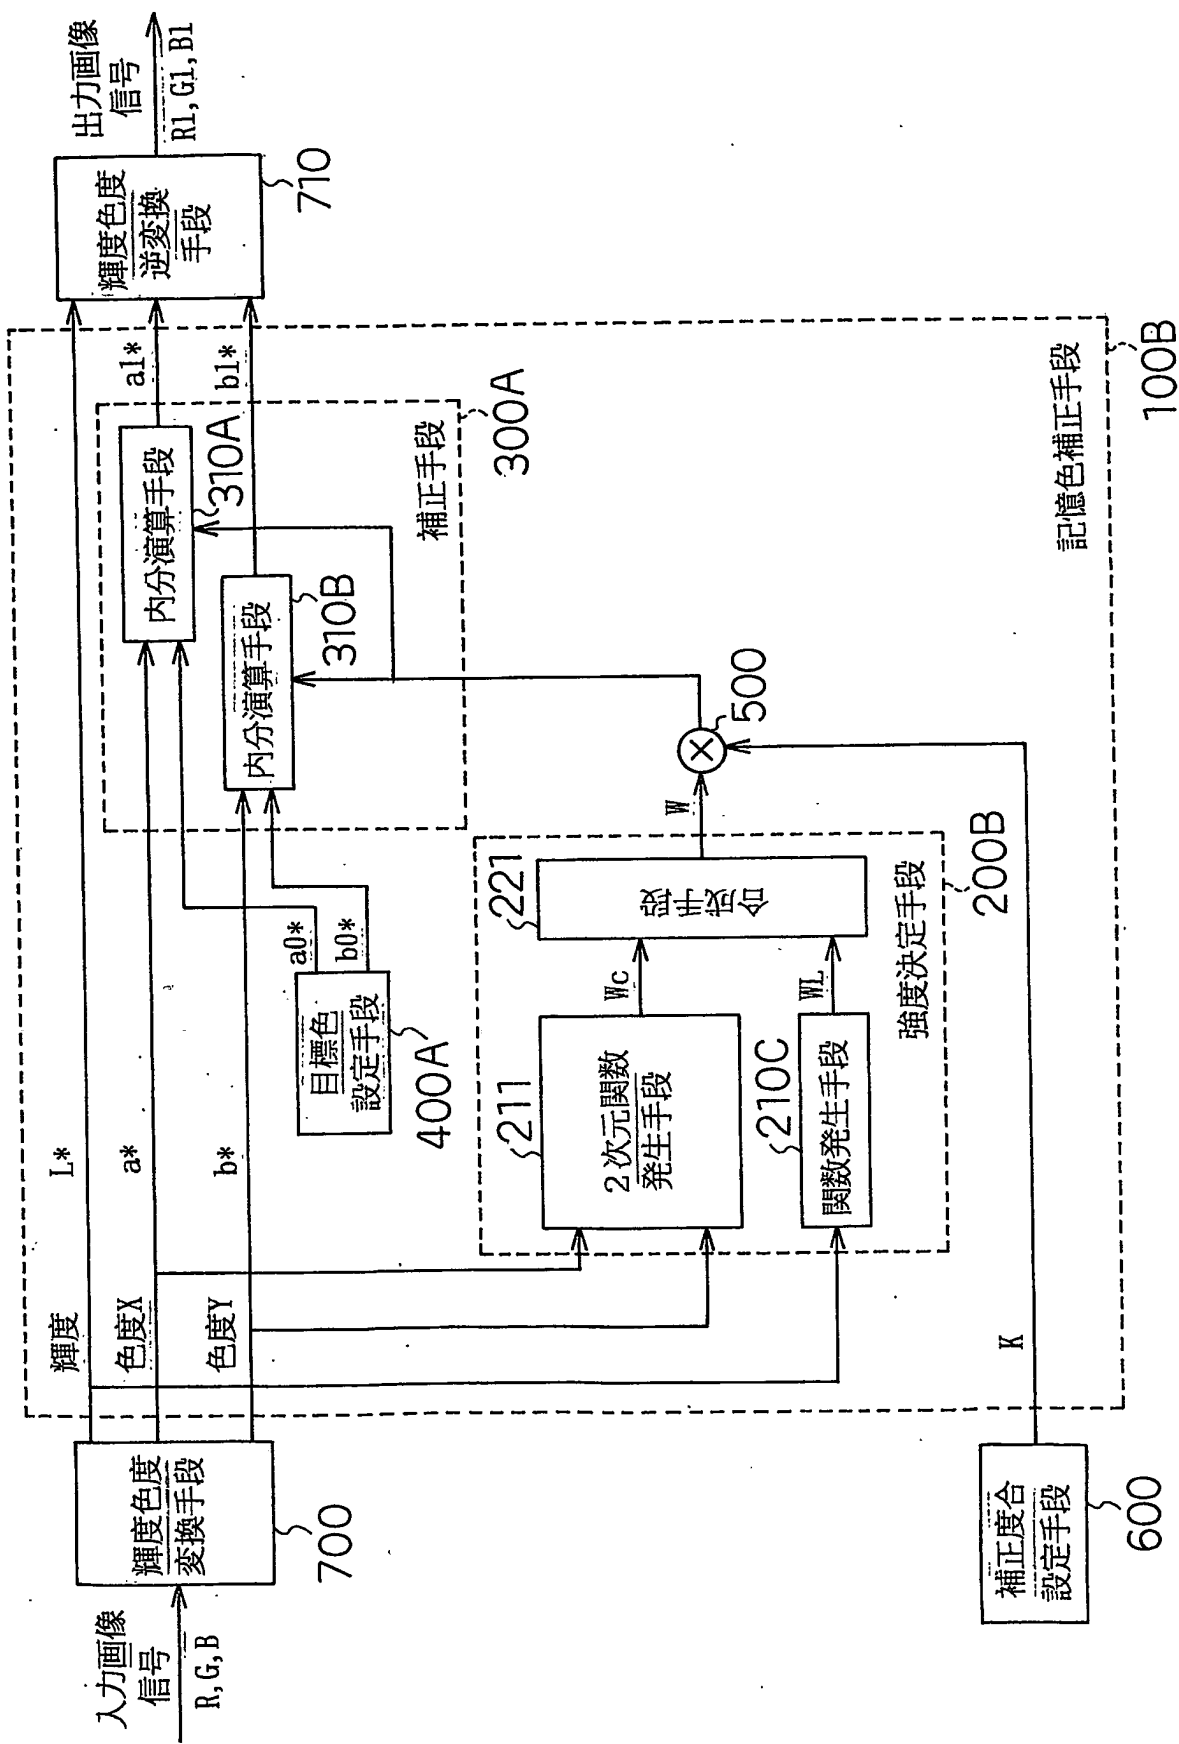 入力画像
信号
R,G,B
輝度色度
変換手段
700
輝度
L*
色度X
a*
色度Y
b*
目標色
設定手段
400A
a0*
b0*
内分演算手段
310A
内分演算手段
310B
補正手段
300A
a1*
b1*
輝度色度
逆変換
手段
710
出力画像
信号
R1,G1,B1
2次元関数
発生手段
211
関数発生手段
210C
Wc
WL
合成
手段
221
強度決定手段
200B
W
500
K
補正度合
設定手段
600
記憶色補正手段
100B